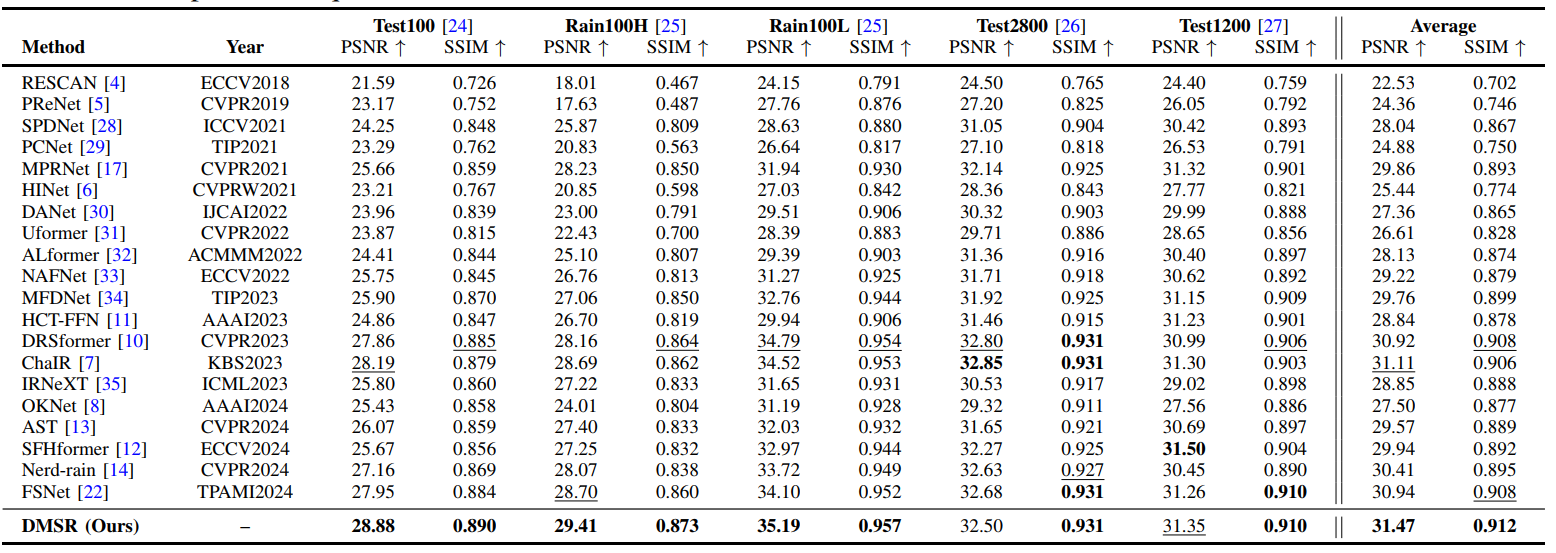 Test100 [24] Rain100H [25] Rain100L [25] Test2800 [26] Test1200 [27] Average
Method Year PSNR ↑ SSIM ↑ PSNR ↑ SSIM ↑ PSNR ↑ SSIM ↑ PSNR ↑ SSIM ↑ PSNR ↑ SSIM ↑ PSNR ↑ SSIM ↑
RESCAN [4] ECCV2018 21.59 0.726 18.01 0.467 24.15 0.791 24.50 0.765 24.40 0.759 22.53 0.702
PReNet [5] CVPR2019 23.17 0.752 17.63 0.487 27.76 0.876 27.20 0.825 26.05 0.792 24.36 0.746
SPDNet [28] ICCV2021 24.25 0.848 25.87 0.809 28.63 0.880 31.05 0.904 30.42 0.893 28.04 0.867
PCNet [29] TIP2021 23.29 0.762 20.83 0.563 26.64 0.817 27.10 0.818 26.53 0.791 24.88 0.750
MPRNet [17] CVPR2021 25.66 0.859 28.23 0.850 31.94 0.930 32.14 0.925 31.32 0.901 29.86 0.893
HINet [6] CVPRW2021 23.21 0.767 20.85 0.598 27.03 0.842 28.36 0.843 27.77 0.821 25.44 0.774
DANet [30] IJCAI2022 23.96 0.839 23.00 0.791 29.51 0.906 30.32 0.903 29.99 0.888 27.36 0.865
Uformer [31] CVPR2022 23.87 0.815 22.43 0.700 28.39 0.883 29.71 0.886 28.65 0.856 26.61 0.828
ALformer [32] ACMMM2022 24.41 0.844 25.10 0.807 29.39 0.903 31.36 0.916 30.40 0.897 28.13 0.874
NAFNet [33] ECCV2022 25.75 0.845 26.76 0.813 31.27 0.925 31.71 0.918 30.62 0.892 29.22 0.879
MFDNet [34] TIP2023 25.90 0.870 27.06 0.850 32.76 0.944 31.92 0.925 31.15 0.909 29.76 0.899
HCT-FFN [11] AAAI2023 24.86 0.847 26.70 0.819 29.94 0.906 31.46 0.915 31.23 0.901 28.84 0.878
DRSformer [10] CVPR2023 27.86 0.885 28.16 0.864 34.79 0.954 32.80 0.931 30.99 0.906 30.92 0.908
ChaIR [7] KBS2023 28.19 0.879 28.69 0.862 34.52 0.953 32.85 0.931 31.30 0.903 31.11 0.906
IRNeXT [35] ICML2023 25.80 0.860 27.22 0.833 31.65 0.931 30.53 0.917 29.02 0.898 28.85 0.888
OKNet [8] AAAI2024 25.43 0.858 24.01 0.804 31.19 0.928 29.32 0.911 27.56 0.886 27.50 0.877
AST [13] CVPR2024 26.07 0.859 27.40 0.833 32.03 0.932 31.65 0.921 30.69 0.897 29.57 0.889
SFHformer [12] ECCV2024 25.67 0.856 27.25 0.832 32.97 0.944 32.27 0.925 31.50 0.904 29.94 0.892
Nerd-rain [14] CVPR2024 27.16 0.869 28.07 0.838 33.72 0.949 32.63 0.927 30.45 0.890 30.41 0.895
FSNet [22] TPAMI2024 27.95 0.884 28.70 0.860 34.10 0.952 32.68 0.931 31.26 0.910 30.94 0.908
DMSR (Ours) – 28.88 0.890 29.41 0.873 35.19 0.957 32.50 0.931 31.35 0.910 31.47 0.912